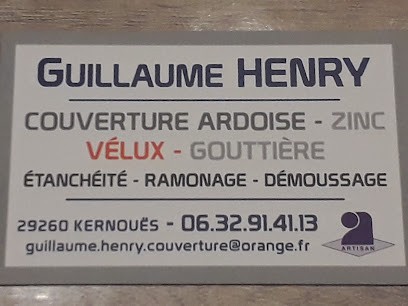 GUILLAUME HENRY
COUVERTURE ARDOISE - ZINC
VÉLUX - GOUTTIÈRE
ÉTANCHÉITÉ - RAMONAGE - DÉMOUSSAGE
29260 KERNOUËS - 06.32.91.41.13
guillaume.henry.couverture@orange.fr
ARTISAN